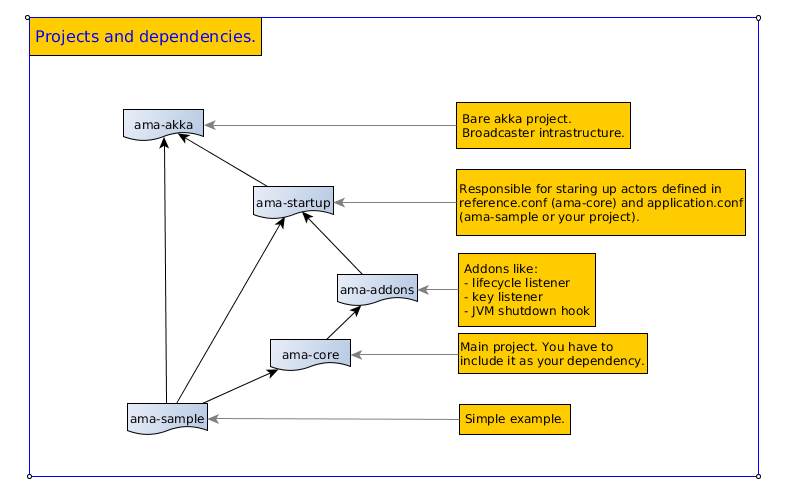 Projects and dependencies.
ama-akka
Bare akka project.
Broadcaster intrastructure.
ama-startup
Responsible for staring up actors defined in
reference.conf (ama-core) and application.conf
(ama-sample or your project).
ama-addons
Addons like:
- lifecycle listener
- key listener
- JVM shutdown hook
ama-core
Main project. You have to
include it as your dependency.
ama-sample
Simple example.